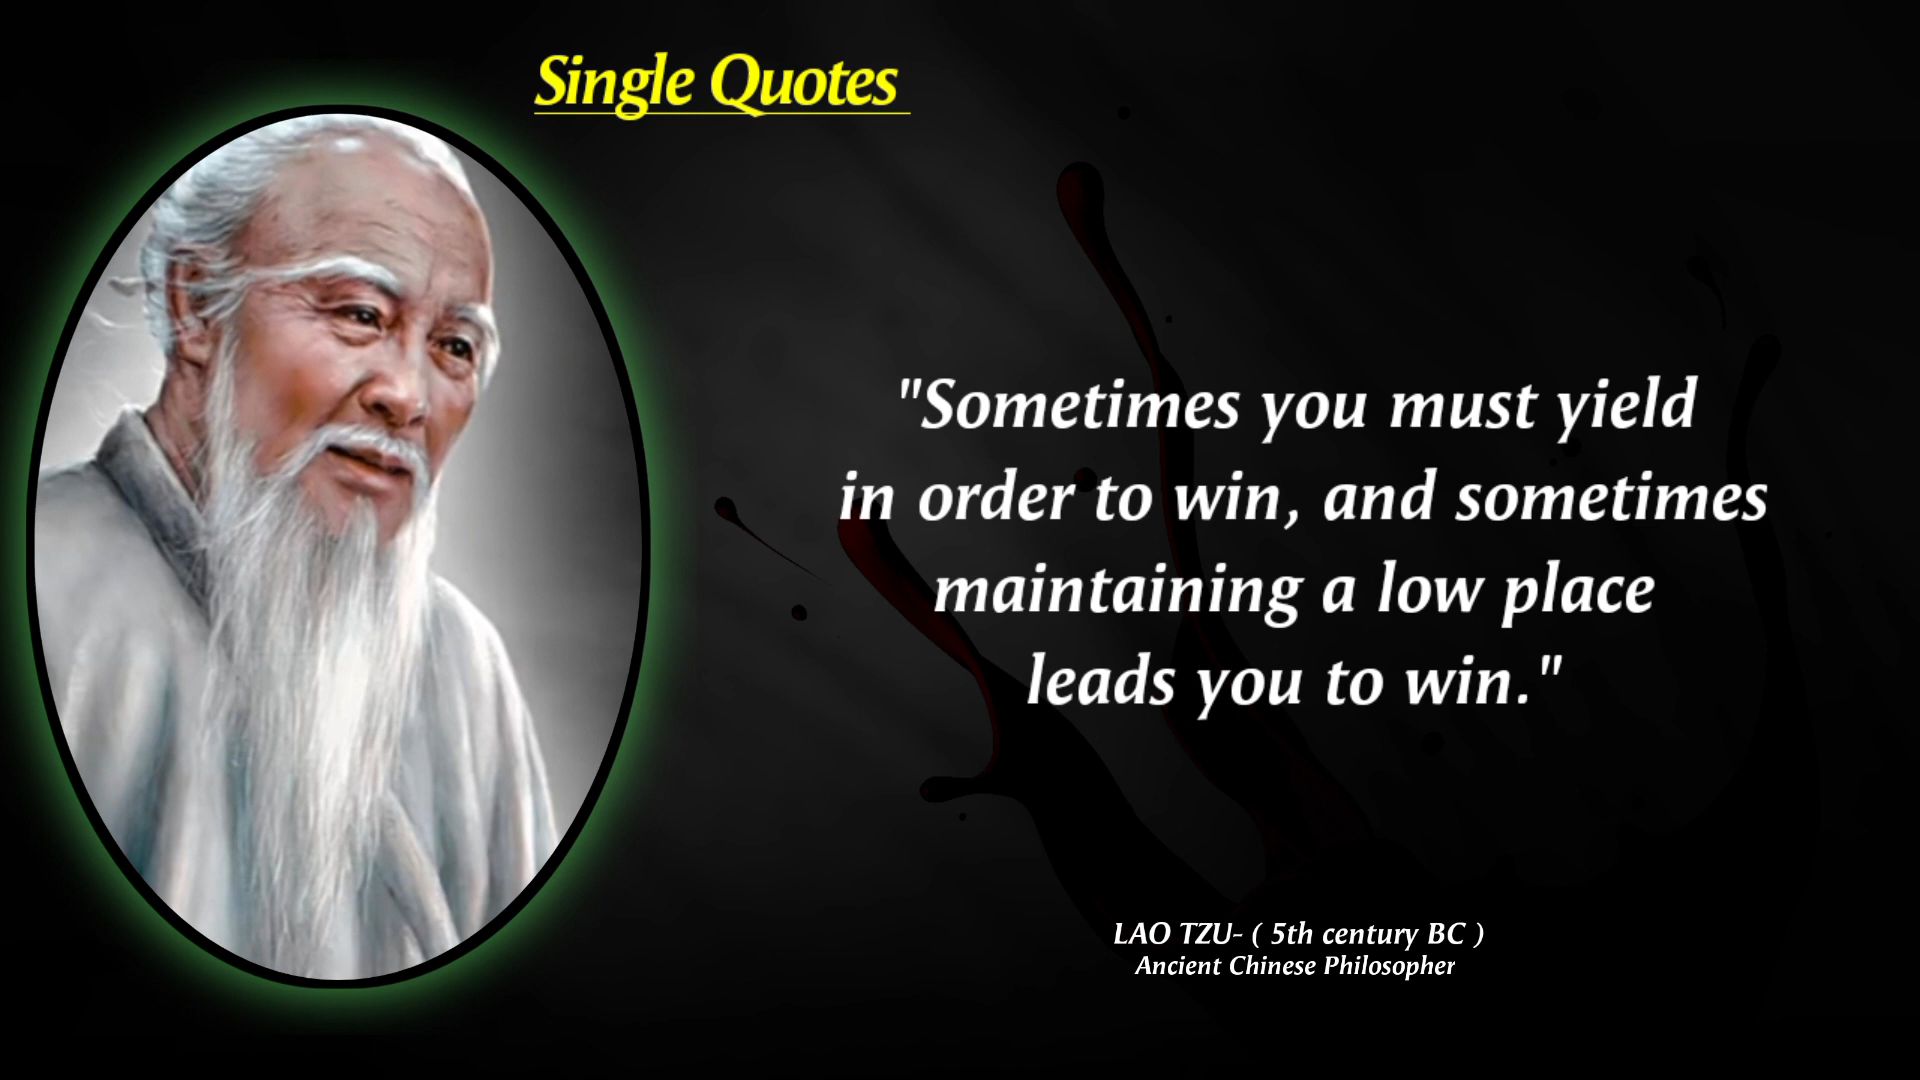 Single Quotes
"Sometimes you must yield
in order to win, and sometimes
maintaining a low place
leads you to win."
LAO TZU- ( 5th century BC )
Ancient Chinese Philosopher